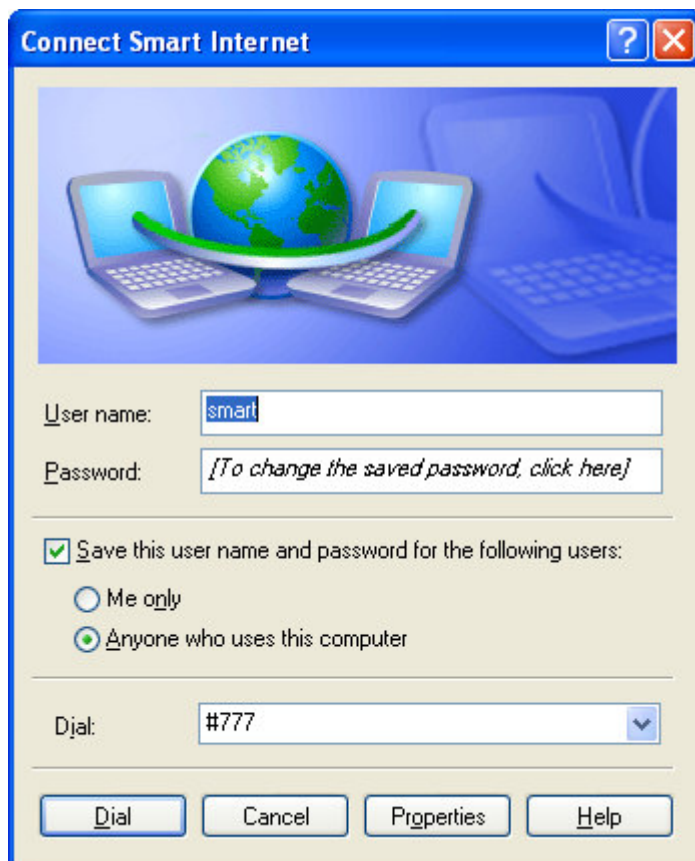 Connect Smart Internet
User name: smart
Password: [To change the saved password, click here]
Save this user name and password for the following users:
Me only
Anyone who uses this computer
Dial: #777
Dial Cancel Properties Help